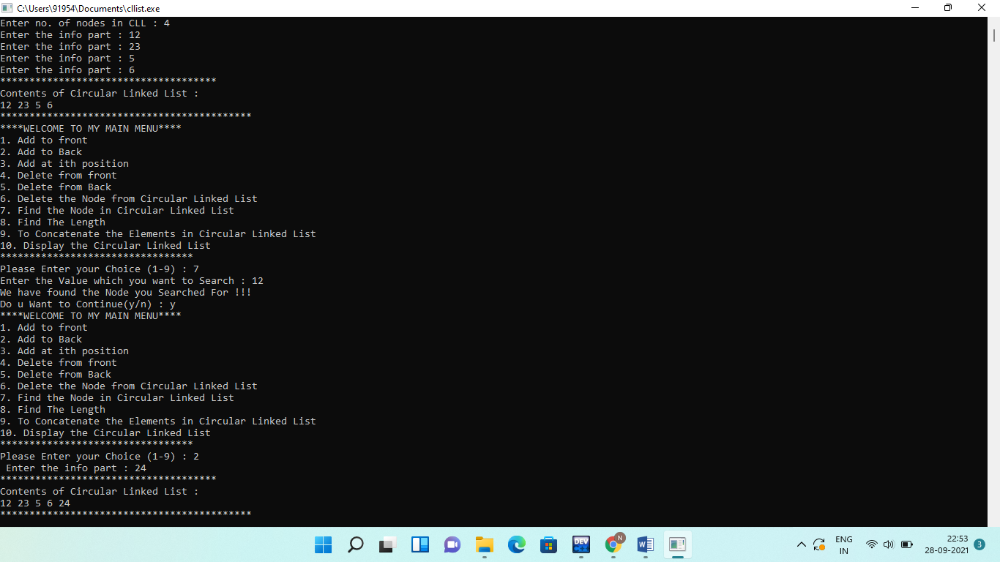 C:\Users\91954\Documents\cllist.exe
Enter no. of nodes in CLL : 4
Enter the info part : 12
Enter the info part : 23
Enter the info part : 5
Enter the info part : 6
*************************************
Contents of Circular Linked List :
12 23 5 6
*******************************************
****WELCOME TO MY MAIN MENU****
1. Add to front
2. Add to Back
3. Add at ith position
4. Delete from front
5. Delete from Back
6. Delete the Node from Circular Linked List
7. Find the Node in Circular Linked List
8. Find The Length
9. To Concatenate the Elements in Circular Linked List
10. Display the Circular Linked List
*********************************
Please Enter your Choice (1-9) : 7
Enter the Value which you want to Search : 12
We have found the Node you Searched For !!!
Do u Want to Continue(y/n) : y
****WELCOME TO MY MAIN MENU****
1. Add to front
2. Add to Back
3. Add at ith position
4. Delete from front
5. Delete from Back
6. Delete the Node from Circular Linked List
7. Find the Node in Circular Linked List
8. Find The Length
9. To Concatenate the Elements in Circular Linked List
10. Display the Circular Linked List
*********************************
Please Enter your Choice (1-9) : 2
 Enter the info part : 24
*************************************
Contents of Circular Linked List :
12 23 5 6 24
*******************************************
DEV
N
W
ENG
IN
22:53
28-09-2021
3